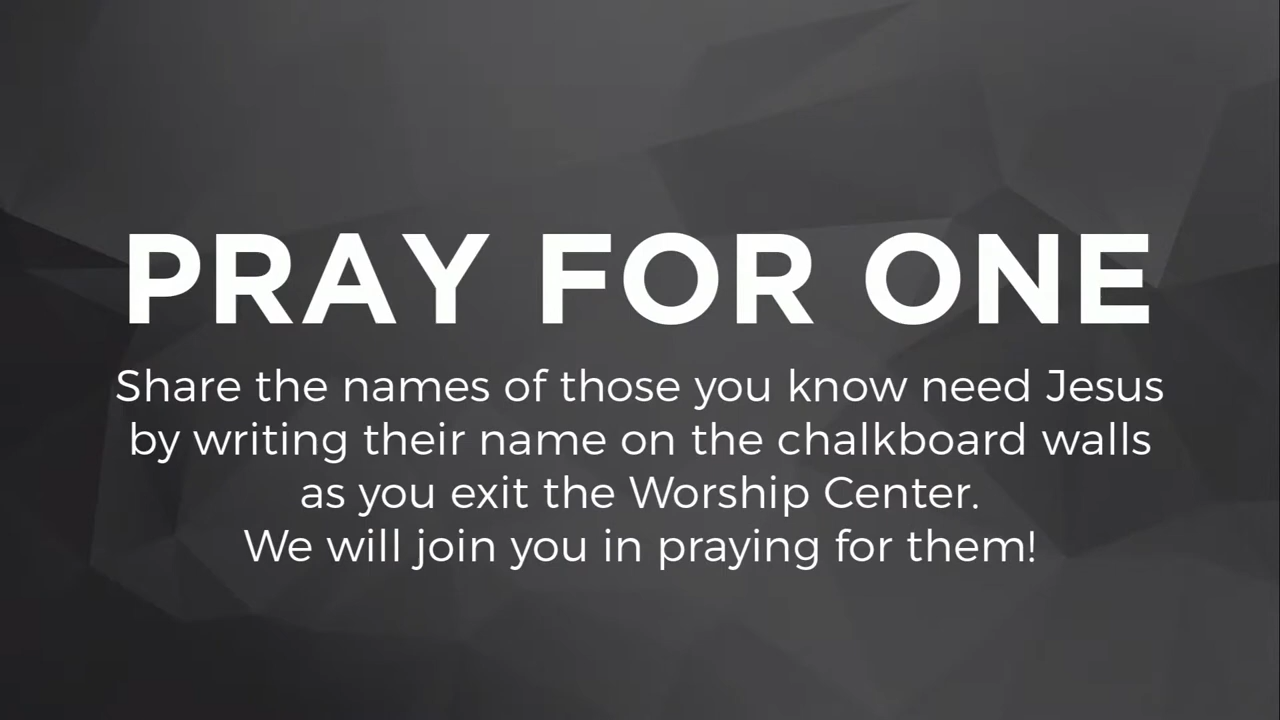 PRAY FOR ONE
Share the names of those you know need Jesus
by writing their name on the chalkboard walls
as you exit the Worship Center.
We will join you in praying for them!